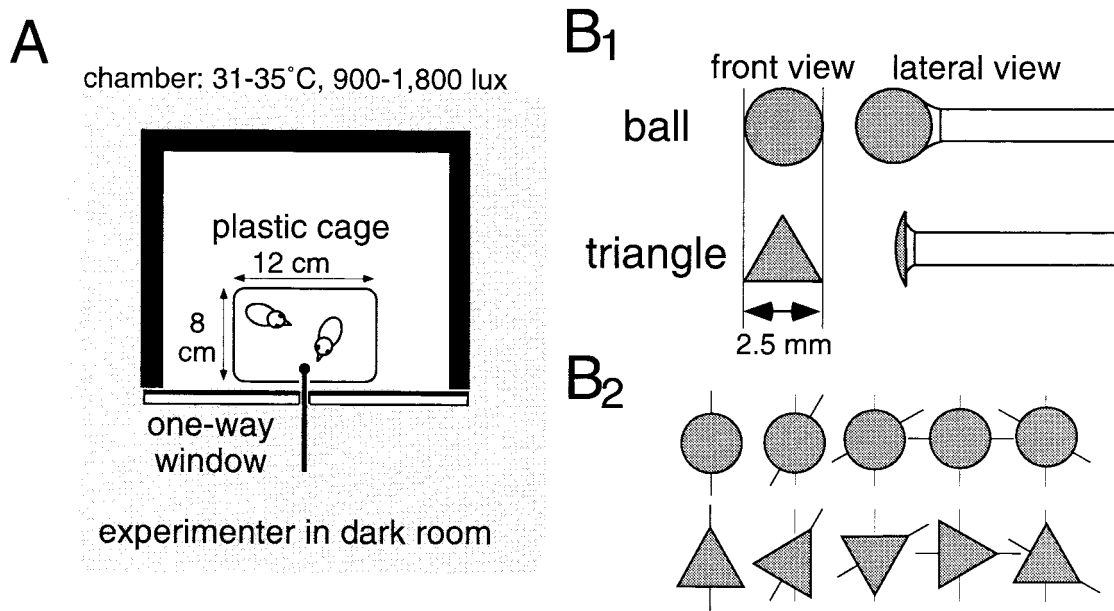 A
chamber: 31-35°C, 900-1,800 lux
plastic cage
12 cm
8
cm
one-way
window
experimenter in dark room
B1
front view
lateral view
ball
triangle
2.5 mm
B2